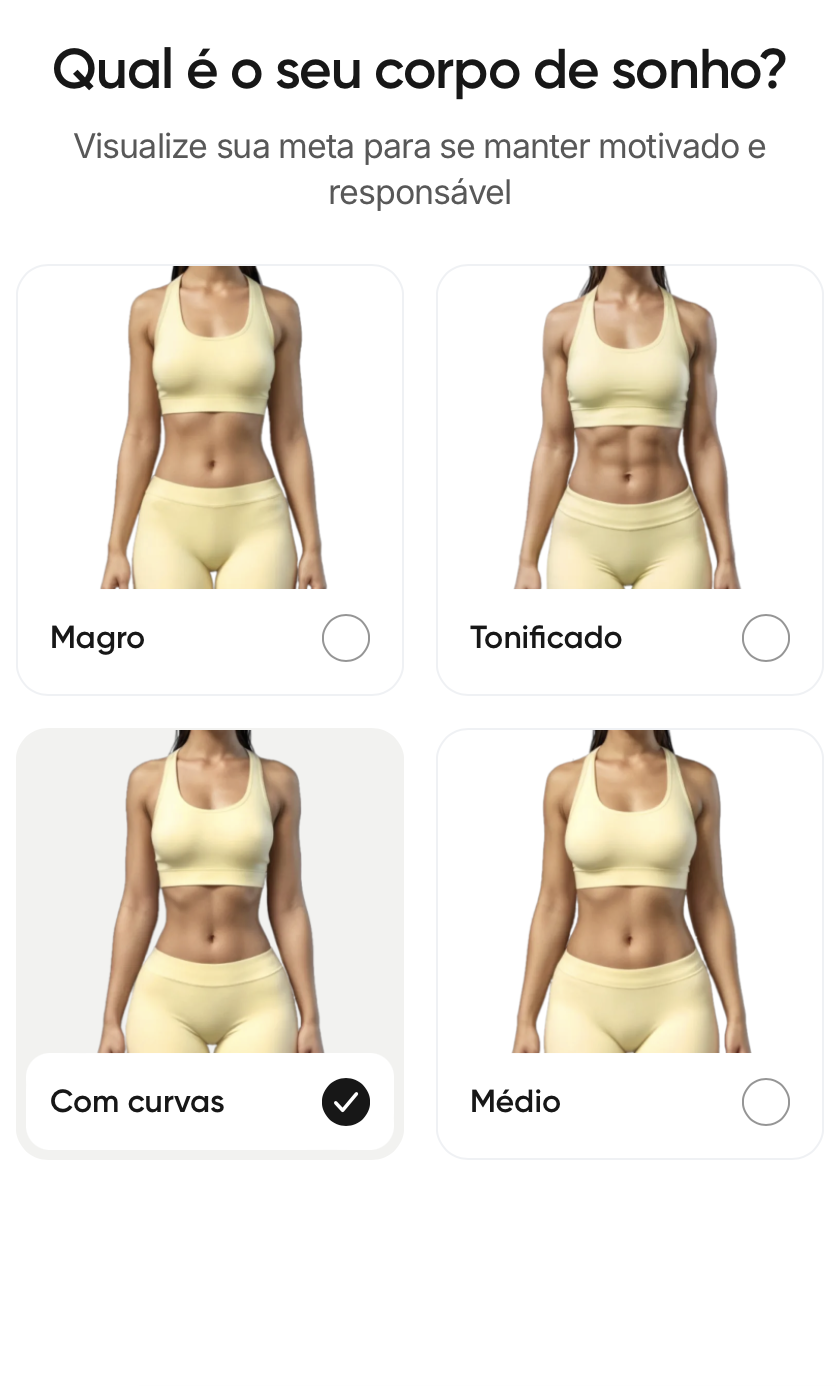 Qual é o seu corpo de sonho?
Visualize sua meta para se manter motivado e
responsável
Magro
Tonificado
Com curvas
Médio